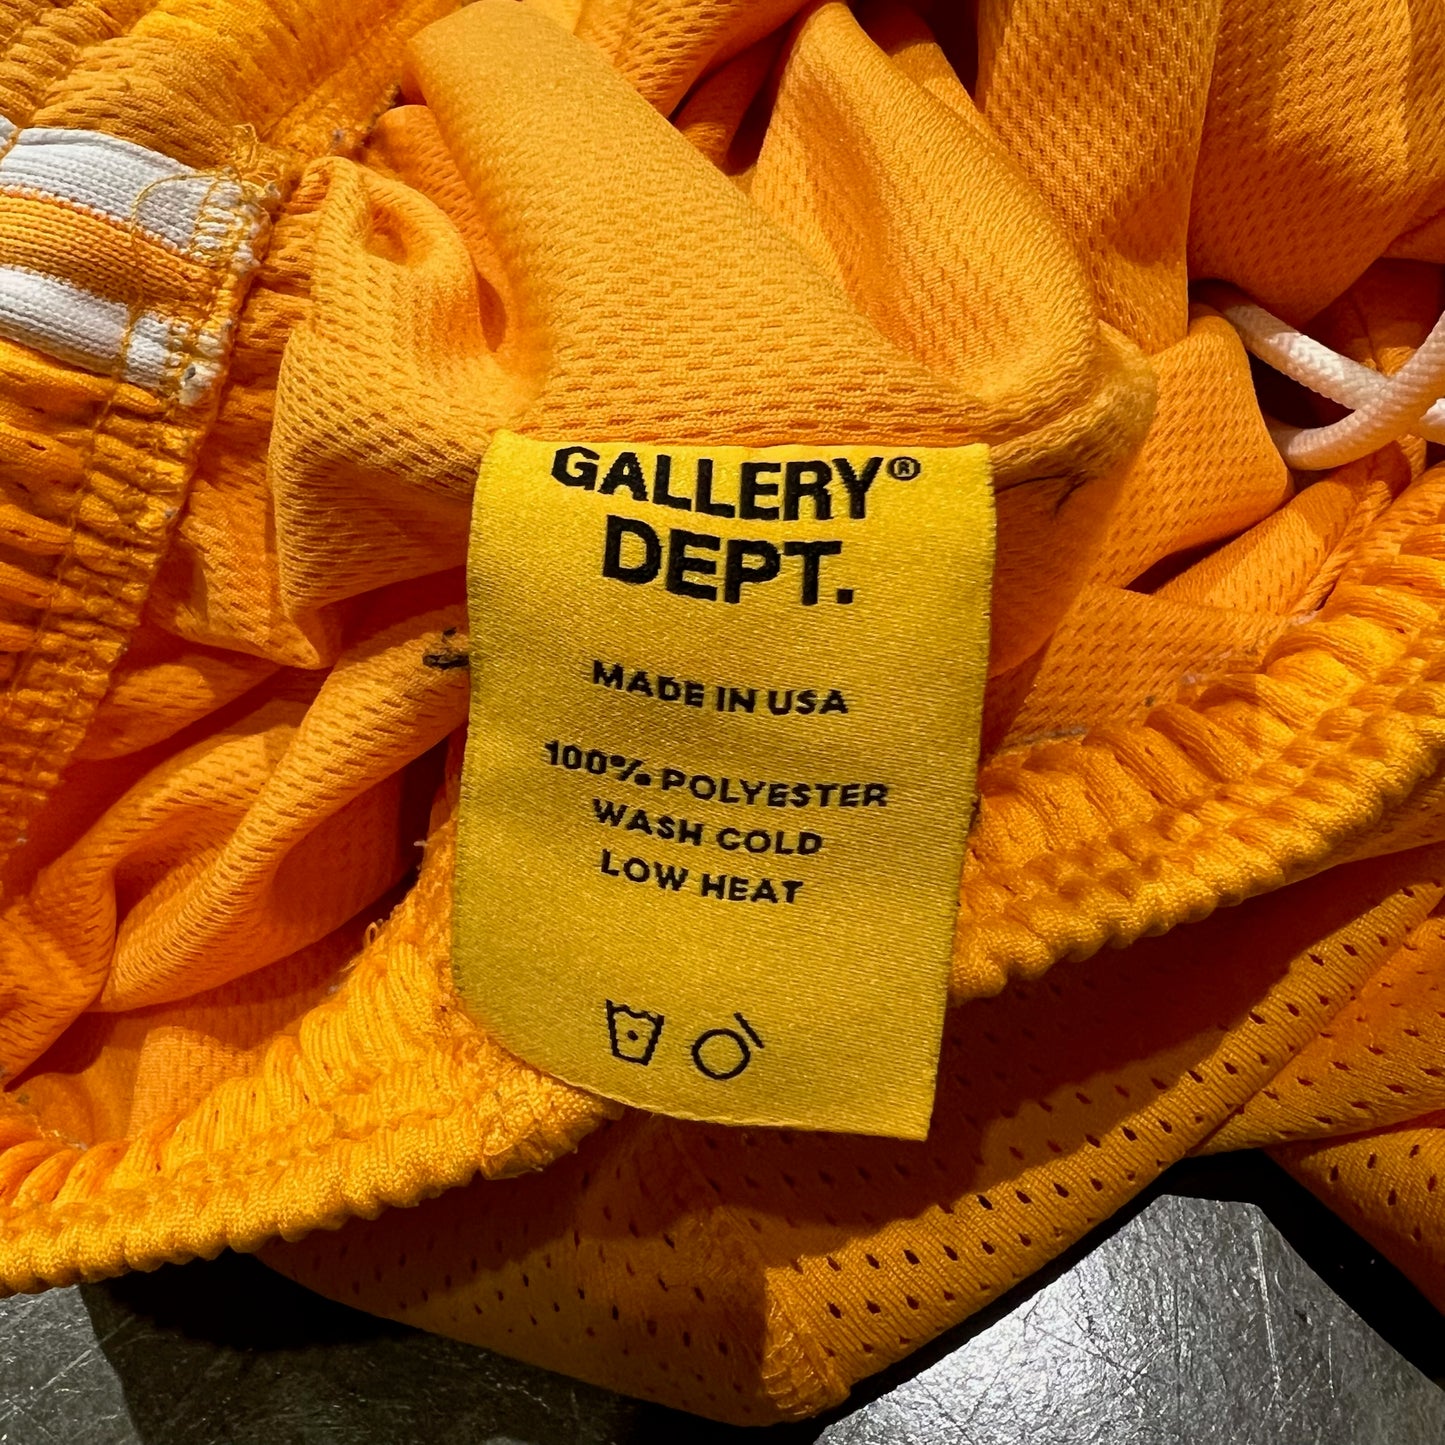 GALLERY®
DEPT.
MADE IN USA
100% POLYESTER
WASH COLD
LOW HEAT